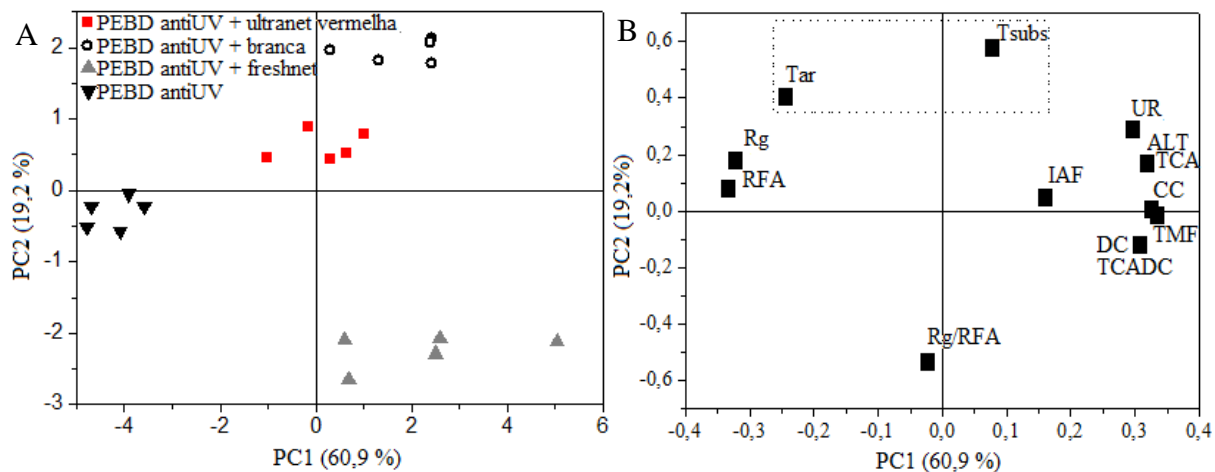 A
PEBD antiUV + ultranet vermelha
PEBD antiUV + branca
PEBD antiUV + freshnet
PEBD antiUV
2
1
0
-1
-2
-3
PC2 (19,2 %)
-4
-2
0
2
4
6
PC1 (60,9 %)
B
0,6
0,4
0,2
0,0
-0,2
-0,4
-0,6
PC2 (19,2%)
Tsubs
Tar
UR
Rg
ALT
RFA
IAF
TCA
CC
DC
TMF
TCADC
Rg/RFA
-0,4
-0,3
-0,2
-0,1
0,0
0,1
0,2
0,3
0,4
PC1 (60,9 %)